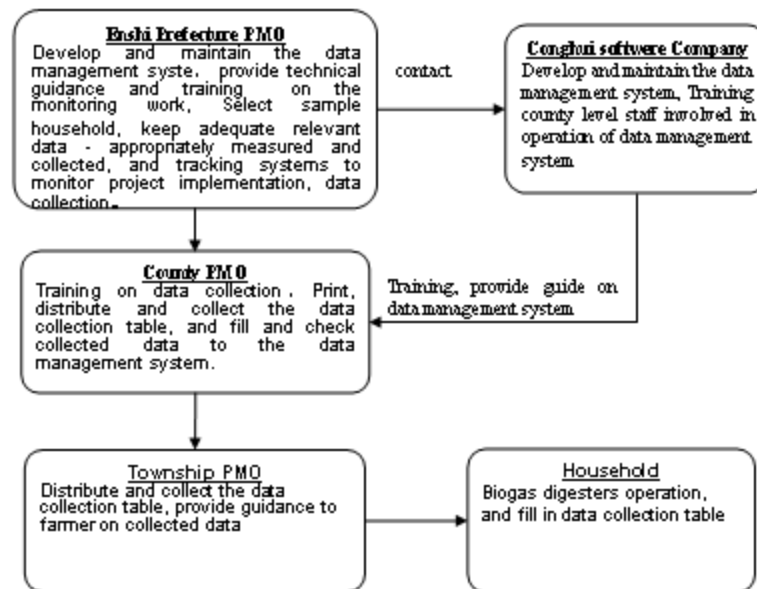 Enshi Prefecture PMO
Develop and maintain the data
management syste. provide technical
guidance and training on the
monitoring work, Select sample
household, keep adequate relevant
data - appropriately measured and
collected, and tracking systems to
monitor project implementation, data
collection.
contact
Conghui softwere Company
Develop and maintain the data
management system, Training
county level staff involved in
operation of data management
system
County PMO
Training on data collection . Print,
distribute and collect the data
collection table, and fill and check
collected data to the data
management system.
Training, provide guide on
data management system
Township PMO
Distribute and collect the data
collection table, provide guidance to
farmer on collected data
Household
Biogas digesters operation,
and fill in data collection table